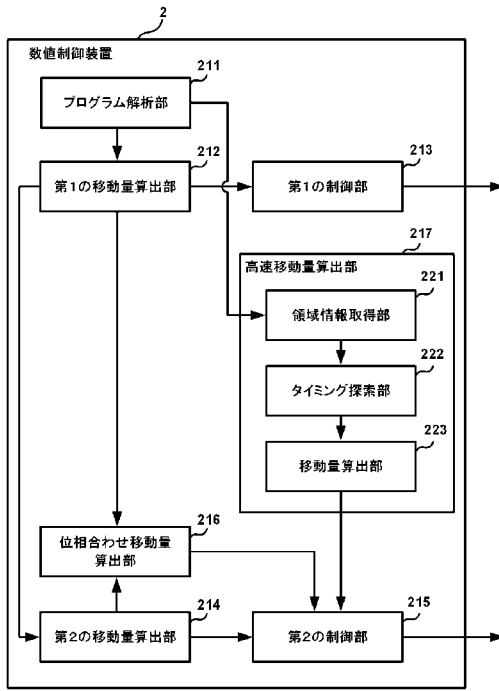 2
数値制御装置
211
プログラム解析部
212
213
第1の移動量算出部
第1の制御部
217
高速移動量算出部
221
領域情報取得部
222
タイミング探索部
223
移動量算出部
216
位相合わせ移動量
算出部
214
215
第2の移動量算出部
第2の制御部